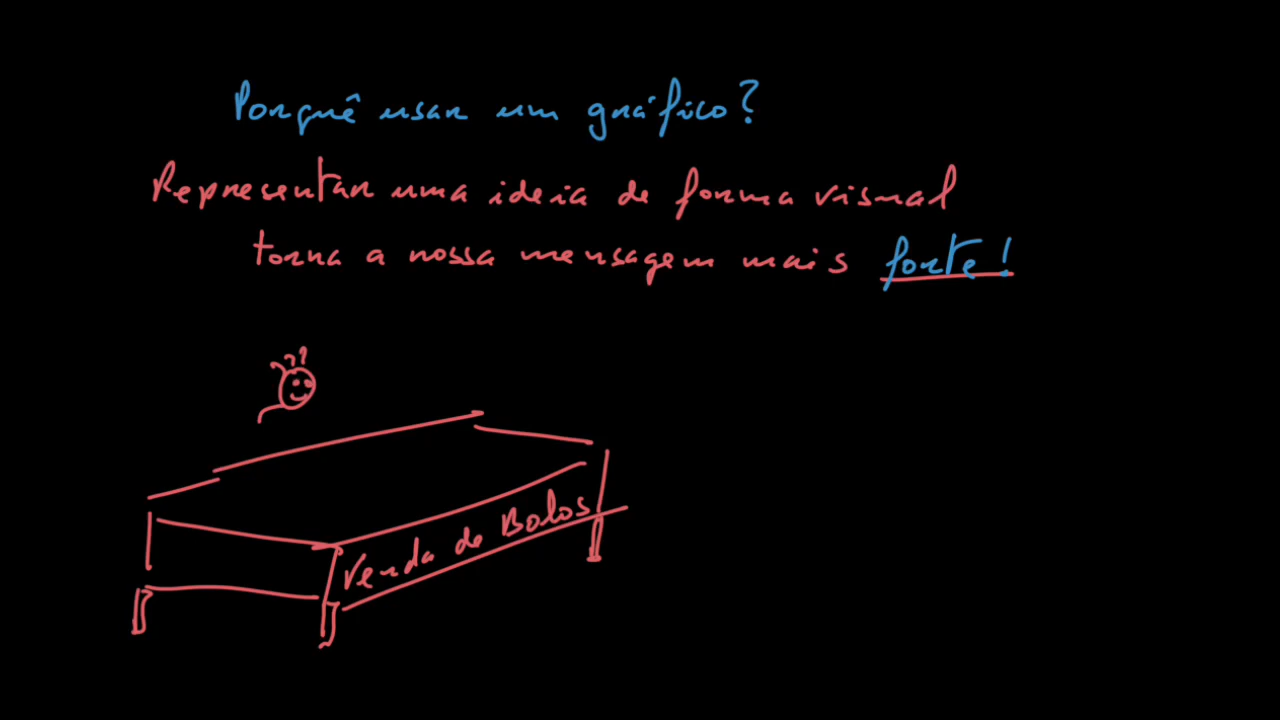 Porquê usar um gráfico?
Representar uma ideia de forma visual
torna a nossa mensagem mais forte!
Venda de Bolos